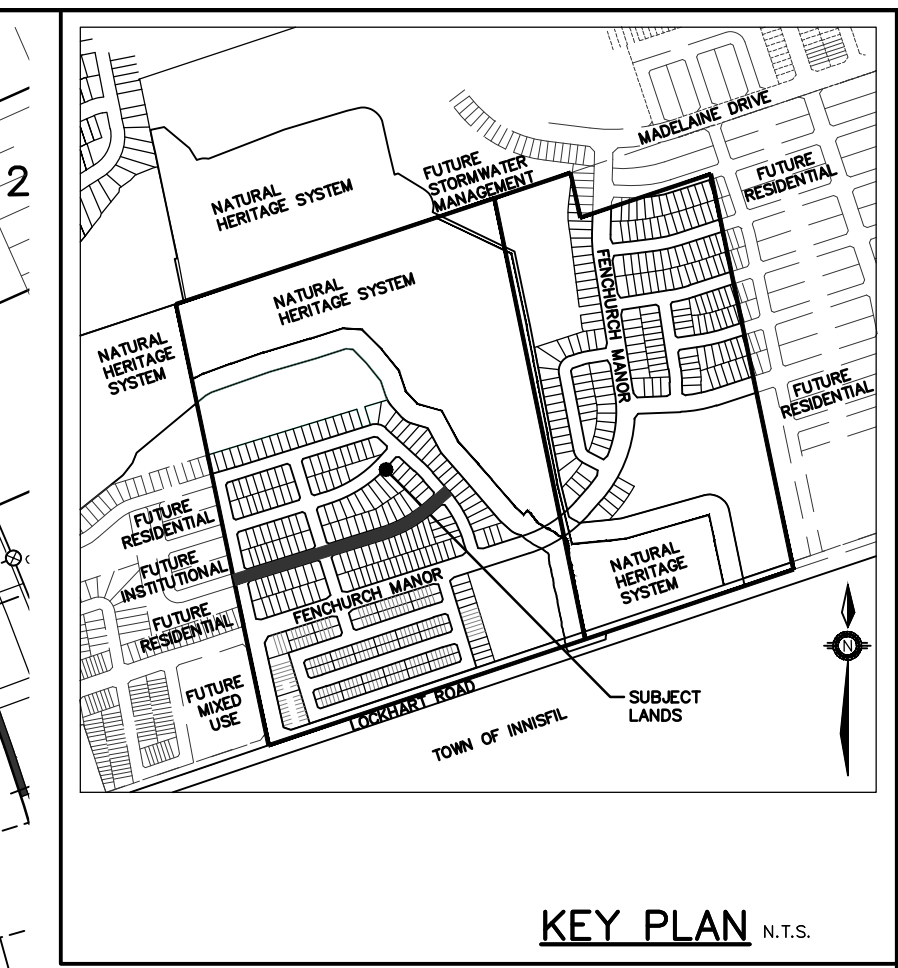 2
MADELAINE DRIVE
FUTURE
STORMWATER
MANAGEMENT
FUTURE
RESIDENTIAL
NATURAL
HERITAGE SYSTEM
NATURAL
HERITAGE SYSTEM
FENCHURCH MANOR
NATURAL
HERITAGE
SYSTEM
FUTURE
RESIDENTIAL
FUTURE
RESIDENTIAL
FUTURE
INSTITUTIONAL
FUTURE
RESIDENTIAL
FENCHURCH MANOR
NATURAL
HERITAGE
SYSTEM
FUTURE
MIXED
USE
LOCKHART ROAD
SUBJECT
LANDS
TOWN OF INNISFIL
N
KEY PLAN N.T.S.